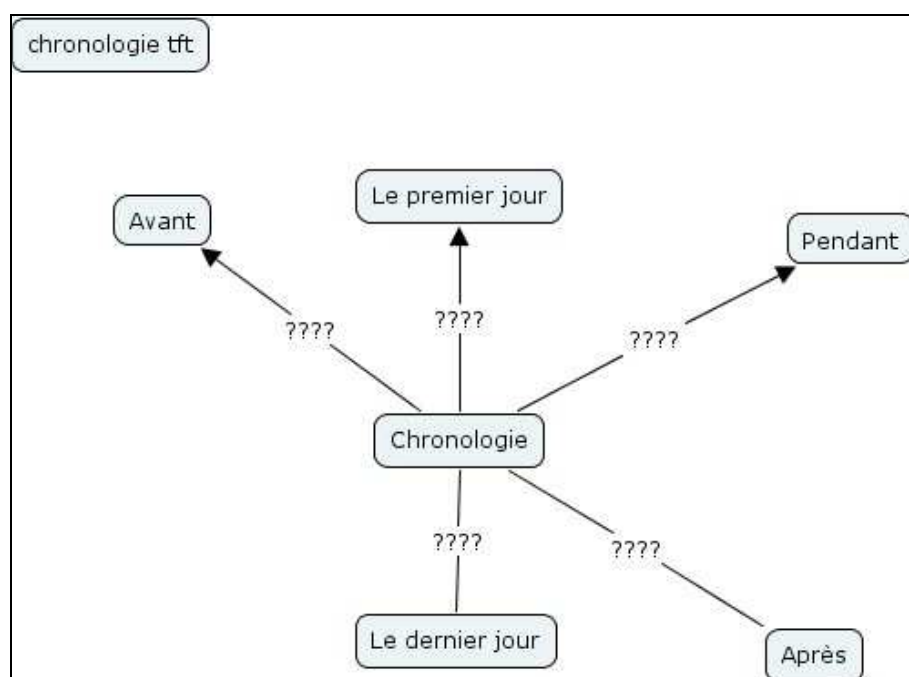 chronologie tft
Le premier jour
Avant
Pendant
????
????
????
Chronologie
????
????
Le dernier jour
Après